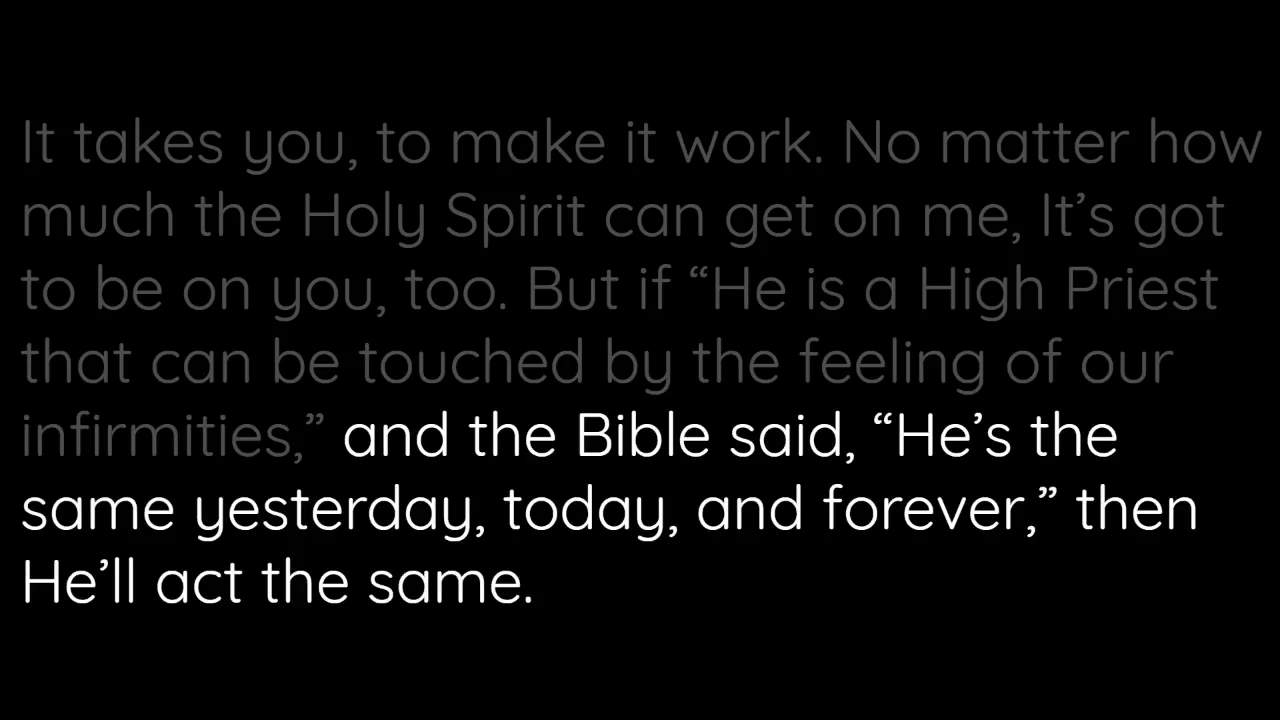 It takes you, to make it work. No matter how
much the Holy Spirit can get on me, It’s got
to be on you, too. But if “He is a High Priest
that can be touched by the feeling of our
infirmities,” and the Bible said, “He’s the
same yesterday, today, and forever,” then
He’ll act the same.